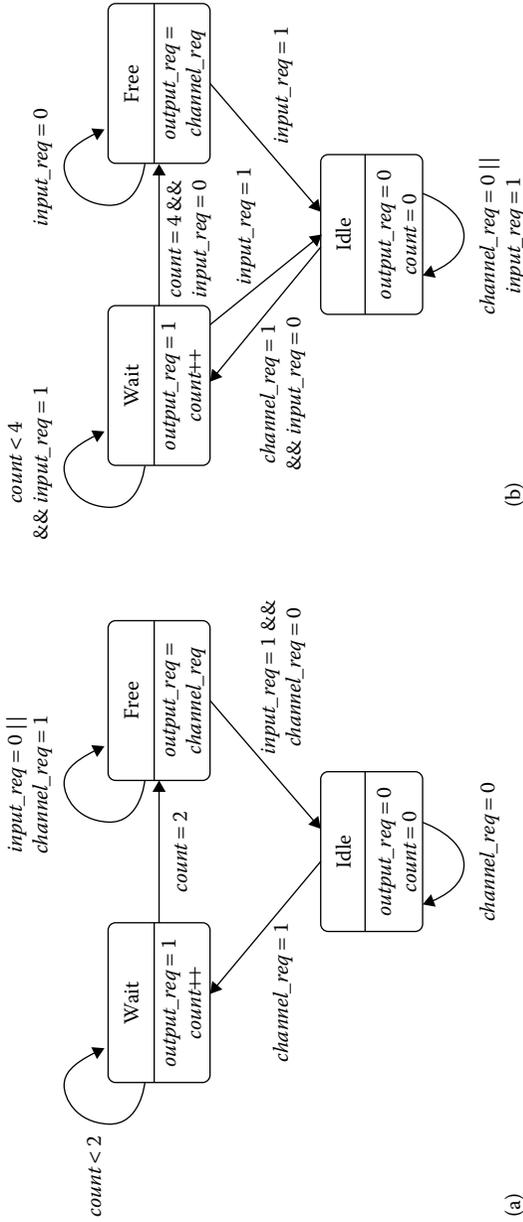 count < 2
Wait
output_req = 1
count++
count = 2
input_req = 0 ||
channel_req = 1
Free
output_req =
channel_req
input_req = 1 &&
channel_req = 0
channel_req = 1
Idle
output_req = 0
count = 0
channel_req = 0
(a)
count < 4
&& input_req = 1
Wait
output_req = 1
count++
count = 4 &&
input_req = 0
input_req = 0
Free
output_req =
channel_req
input_req = 1
input_req = 1
channel_req = 1
&& input_req = 0
Idle
output_req = 0
count = 0
channel_req = 0 ||
input_req = 1
(b)